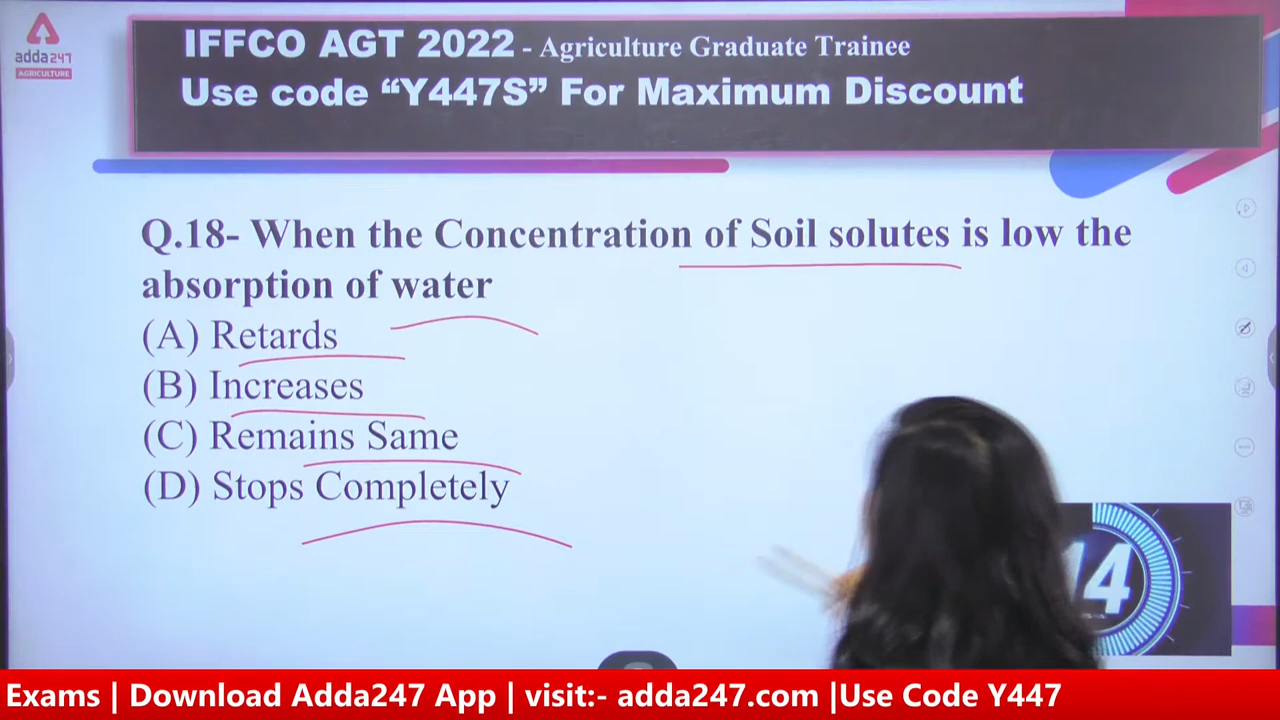 adda247
AGRICULTURE
IFFCO AGT 2022 - Agriculture Graduate Trainee
Use code “Y447S” For Maximum Discount
Q.18- When the Concentration of Soil solutes is low the
absorption of water
(A) Retards
(B) Increases
(C) Remains Same
(D) Stops Completely
14
Exams | Download Adda247 App | visit:- adda247.com |Use Code Y447